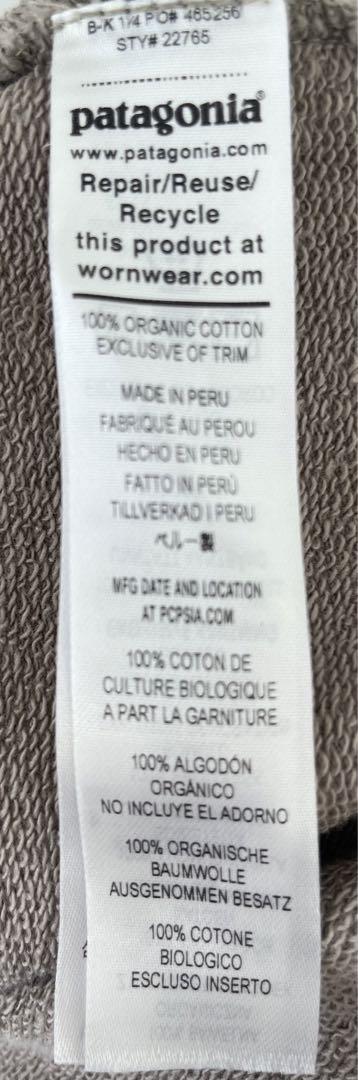 B-K 1/4 PO# 465256
STY# 22765
patagonia®
www.patagonia.com
Repair/Reuse/
Recycle
this product at
wornwear.com
100% ORGANIC COTTON
EXCLUSIVE OF TRIM
MADE IN PERU
FABRIQUÉ AU PEROU
HECHO EN PERU
FATTO IN PERÙ
TILLVERKAD I PERU
ペルー製
MFG DATE AND LOCATION
AT PCPSIA.COM
100% COTON DE
CULTURE BIOLOGIQUE
A PART LA GARNITURE
100% ALGODÓN
ORGÁNICO
NO INCLUYE EL ADORNO
100% ORGANISCHE
BAUMWOLLE
AUSGENOMMEN BESATZ
100% COTONE
BIOLOGICO
ESCLUSO INSERTO